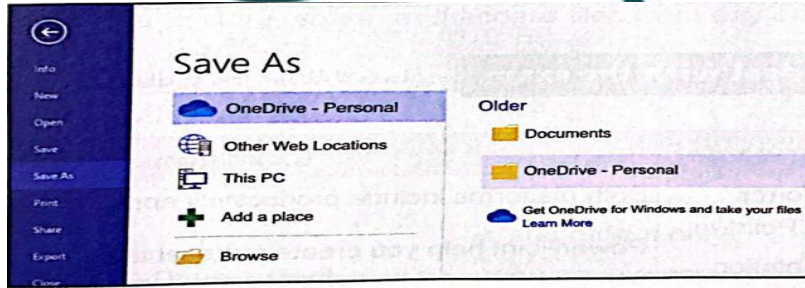 Info
New
Open
Save
Save As
Print
Share
Export
Close
Save As
OneDrive - Personal
Other Web Locations
This PC
Add a place
Browse
Older
Documents
OneDrive - Personal
Get OneDrive for Windows and take your files
Learn More